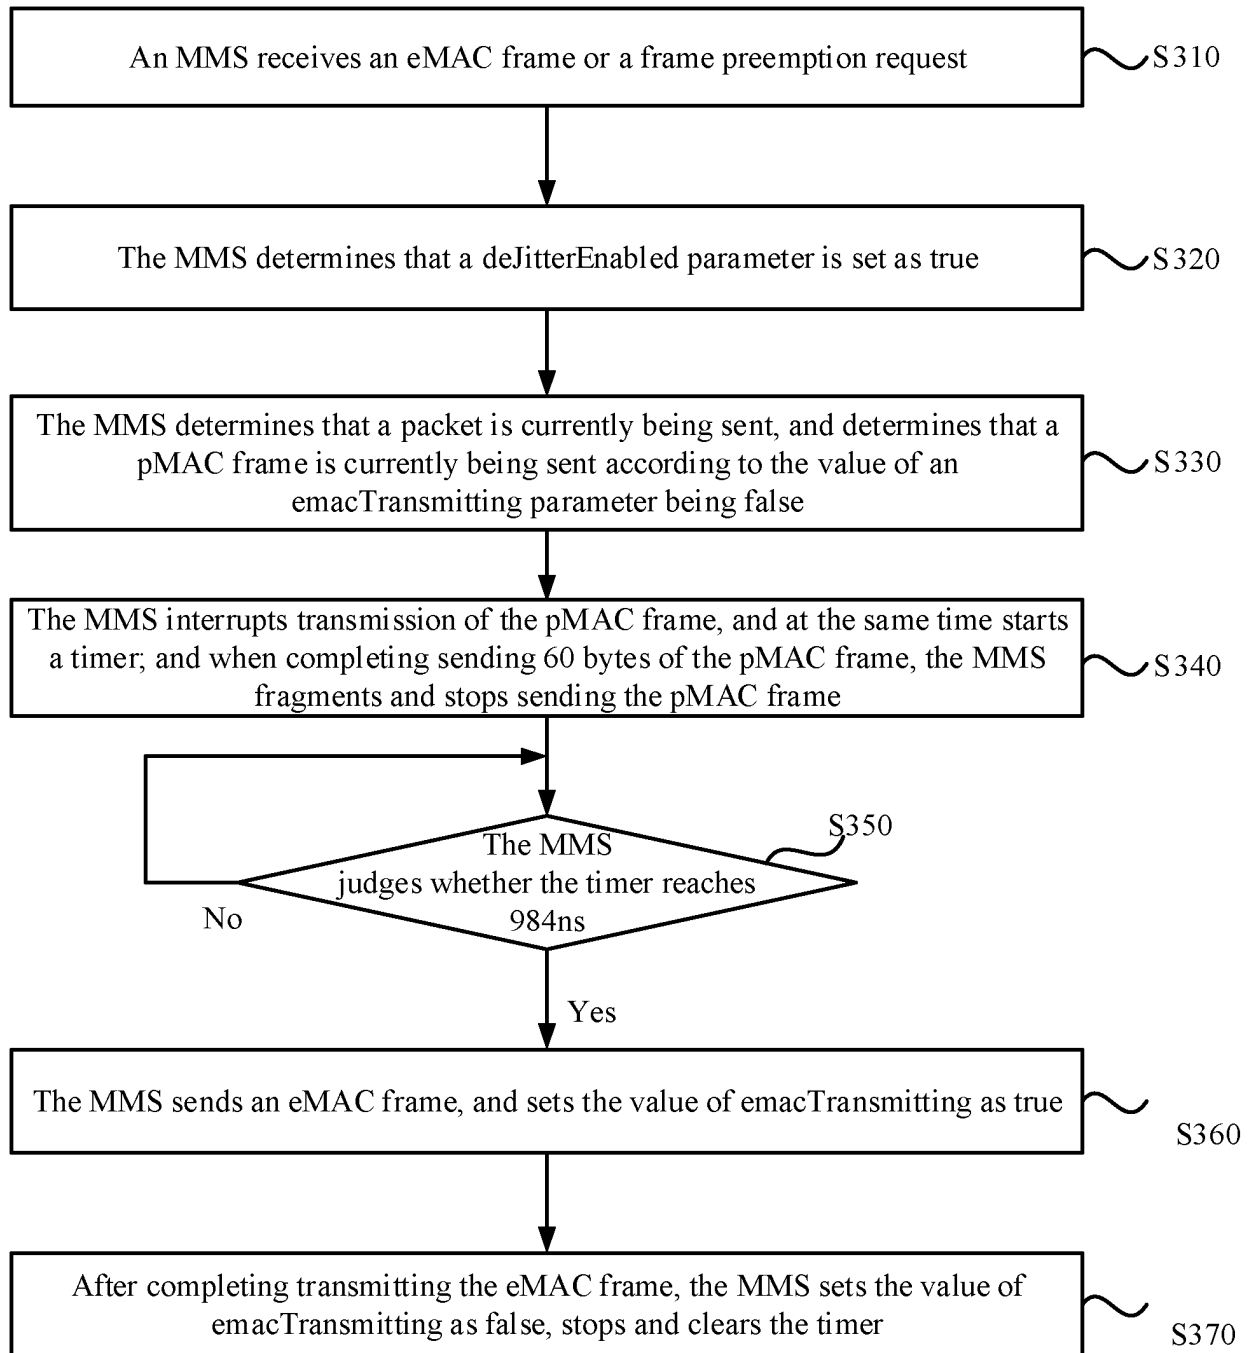 An MMS receives an eMAC frame or a frame preemption request
S310
The MMS determines that a deJitterEnabled parameter is set as true
S320
The MMS determines that a packet is currently being sent, and determines that a
pMAC frame is currently being sent according to the value of an
emacTransmitting parameter being false
S330
The MMS interrupts transmission of the pMAC frame, and at the same time starts
a timer; and when completing sending 60 bytes of the pMAC frame, the MMS
fragments and stops sending the pMAC frame
S340
S350
The MMS
judges whether the timer reaches
984ns
No
Yes
The MMS sends an eMAC frame, and sets the value of emacTransmitting as true
S360
After completing transmitting the eMAC frame, the MMS sets the value of
emacTransmitting as false, stops and clears the timer
S370